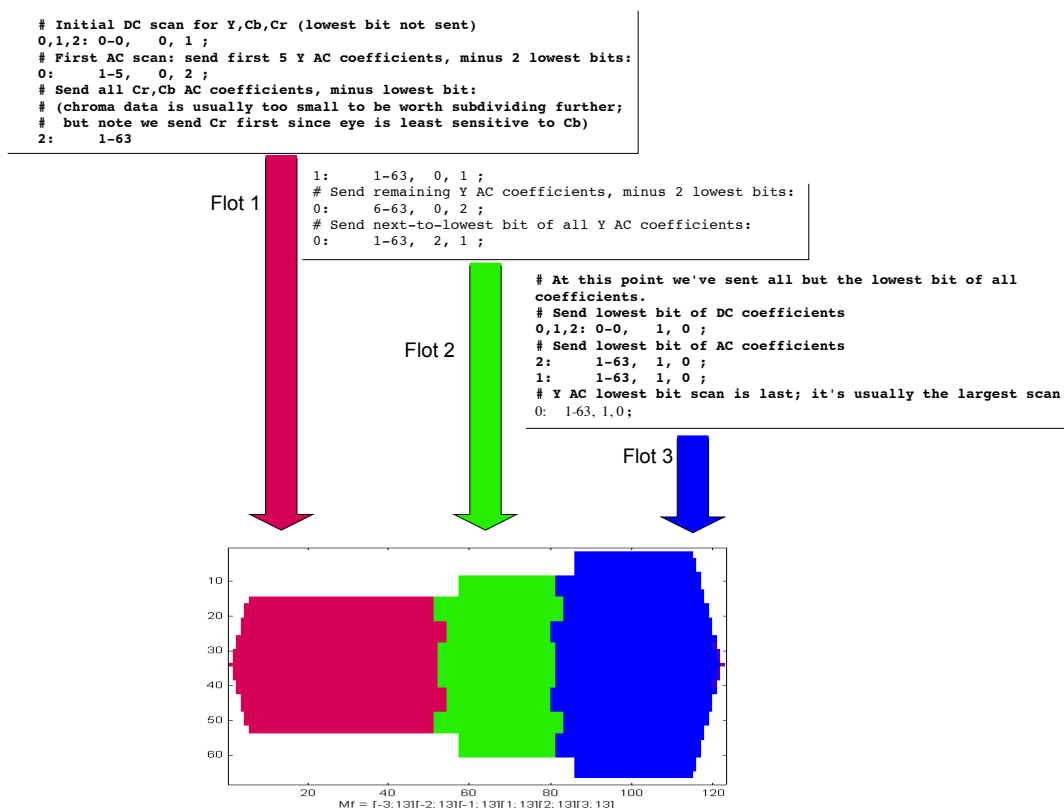 # Initial DC scan for Y,Cb,Cr (lowest bit not sent)
0,1,2: 0-0, 0, 1 ;
# First AC scan: send first 5 Y AC coefficients, minus 2 lowest bits:
0: 1-5, 0, 2 ;
# Send all Cr,Cb AC coefficients, minus lowest bit:
# (chroma data is usually too small to be worth subdividing further;
# but note we send Cr first since eye is least sensitive to Cb)
2: 1-63
Flot 1
1: 1-63, 0, 1 ;
# Send remaining Y AC coefficients, minus 2 lowest bits:
0: 6-63, 0, 2 ;
# Send next-to-lowest bit of all Y AC coefficients:
0: 1-63, 2, 1 ;
Flot 2
# At this point we've sent all but the lowest bit of all
coefficients.
# Send lowest bit of DC coefficients
0,1,2: 0-0, 1, 0 ;
# Send lowest bit of AC coefficients
2: 1-63, 1, 0 ;
1: 1-63, 1, 0 ;
# Y AC lowest bit scan is last; it's usually the largest scan
0: 1-63, 1, 0 ;
Flot 3
20 40 60 80 100 120
10
20
30
40
50
60
20 40 60 80 100 120
Mf = [-3;13][-2;13][-1;13][1;13][2;13][3;13]